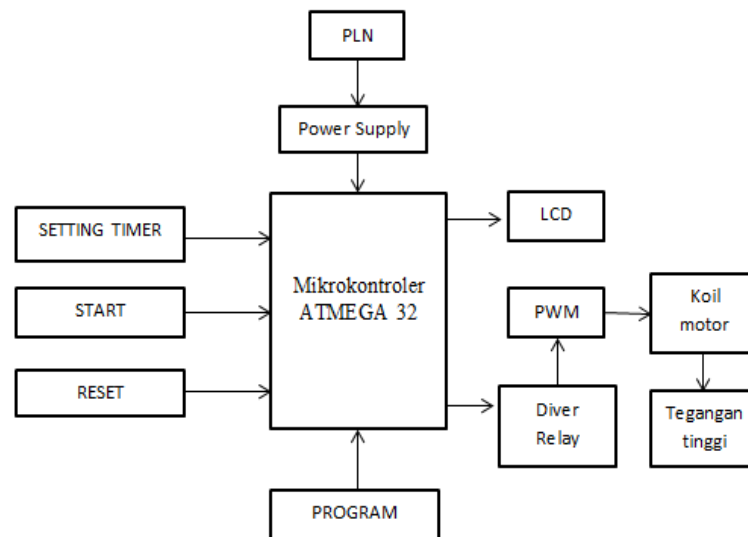 PLN
Power Supply
SETTING TIMER
START
RESET
Mikrokontroler
ATMEGA 32
LCD
PWM
Koil
motor
Diver
Relay
Tegangan
tinggi
PROGRAM